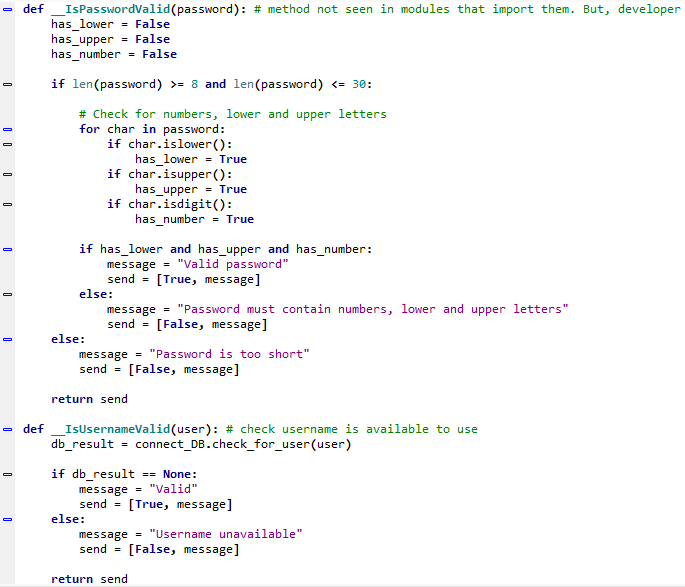 def __IsPasswordValid(password): # method not seen in modules that import them. But, developer
has_lower = False
has_upper = False
has_number = False
if len(password) >= 8 and len(password) <= 30:
# Check for numbers, lower and upper letters
for char in password:
if char.islower():
has_lower = True
if char.isupper():
has_upper = True
if char.isdigit():
has_number = True
if has_lower and has_upper and has_number:
message = "Valid password"
send = [True, message]
else:
message = "Password must contain numbers, lower and upper letters"
send = [False, message]
else:
message = "Password is too short"
send = [False, message]
return send
def __IsUsernameValid(user): # check username is available to use
db_result = connect_DB.check_for_user(user)
if db_result == None:
message = "Valid"
send = [True, message]
else:
message = "Username unavailable"
send = [False, message]
return send